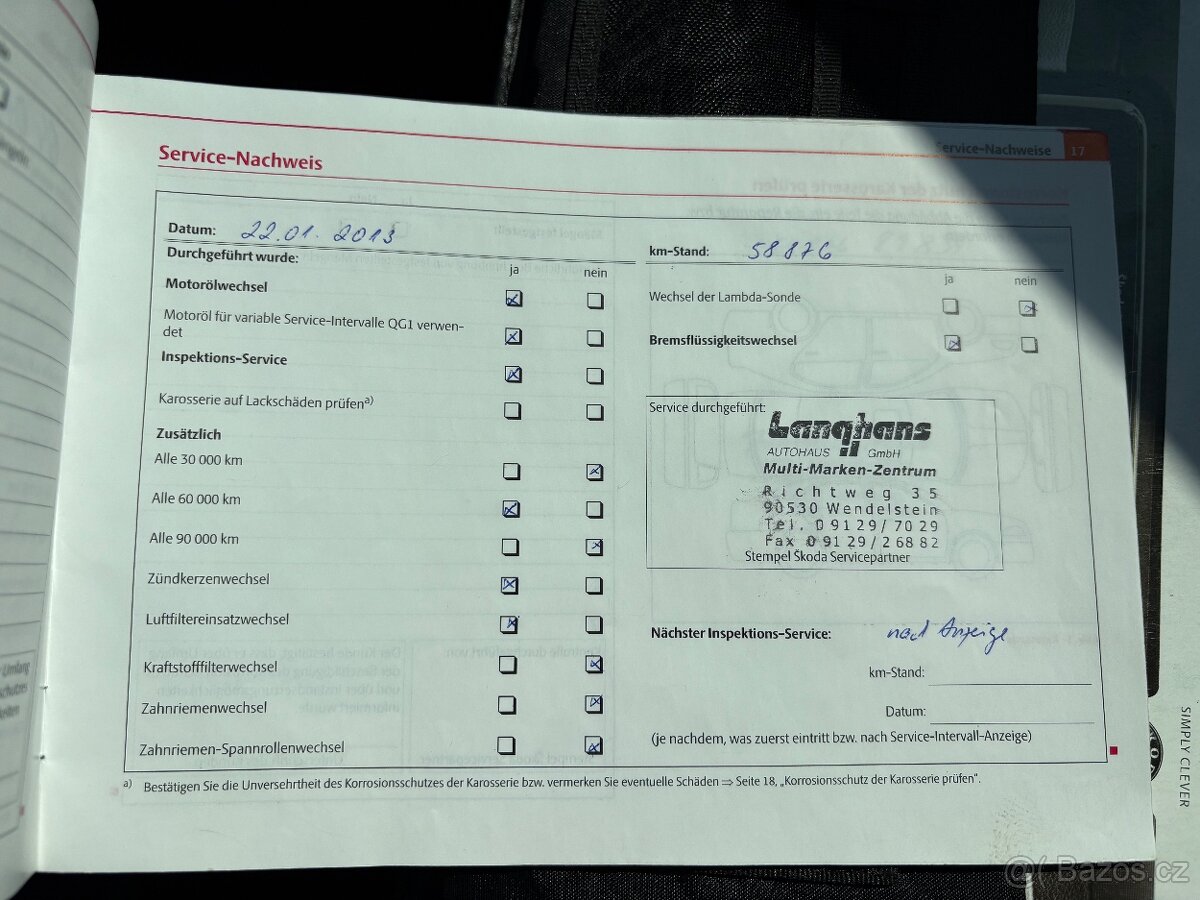 Service-Nachweise 17
Service-Nachweis
Datum: 22.01.2013
Durchgeführt wurde:
ja nein
Motorölwechsel
Motoröl für variable Service-Intervalle QG1 verwen-
det
Inspektions-Service
Karosserie auf Lackschäden prüfen a)
Zusätzlich
Alle 30 000 km
Alle 60 000 km
Alle 90 000 km
Zündkerzenwechsel
Luftfiltereinsatzwechsel
Kraftstofffilterwechsel
Zahnriemenwechsel
Zahnriemen-Spannrollenwechsel
km-Stand: 58876
ja nein
Wechsel der Lambda-Sonde
Bremsflüssigkeitswechsel
Service durchgeführt:
Langhans
AUTOHAUS GmbH
Multi-Marken-Zentrum
Richtweg 35
90530 Wendelstein
Tel. 09129/7029
Fax 09129/26882
Stempel Škoda Servicepartner
Nächster Inspektions-Service: nach Anzeige
km-Stand:
Datum:
(je nachdem, was zuerst eintritt bzw. nach Service-Intervall-Anzeige)
a) Bestätigen Sie die Unversehrtheit des Korrosionsschutzes der Karosserie bzw. vermerken Sie eventuelle Schäden ⇒ Seite 18, „Korrosionsschutz der Karosserie prüfen".
SIMPLY CLEVER
Bazos.cz